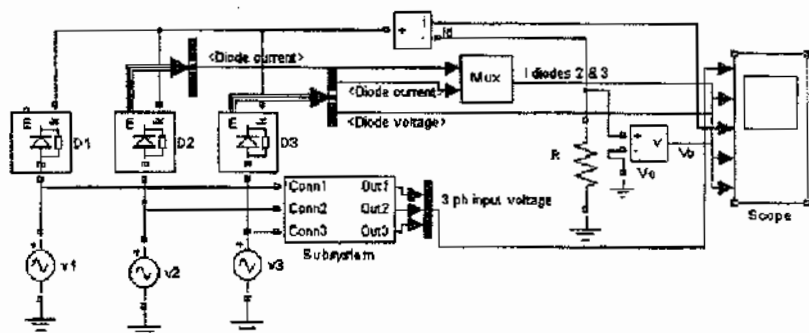 +
i
-
Id
<Diode current>
Mux
I diodes 2 & 3
<Diode current>
<Diode voltage>
m
k
D1
m
k
D2
m
k
D3
a
a
a
R
+
-
v
Vo
Vo
Scope
Conn1
Out1
Conn2
Out2
Conn3
Out3
3 ph input voltage
Subsystem
+
v1
+
v2
+
v3